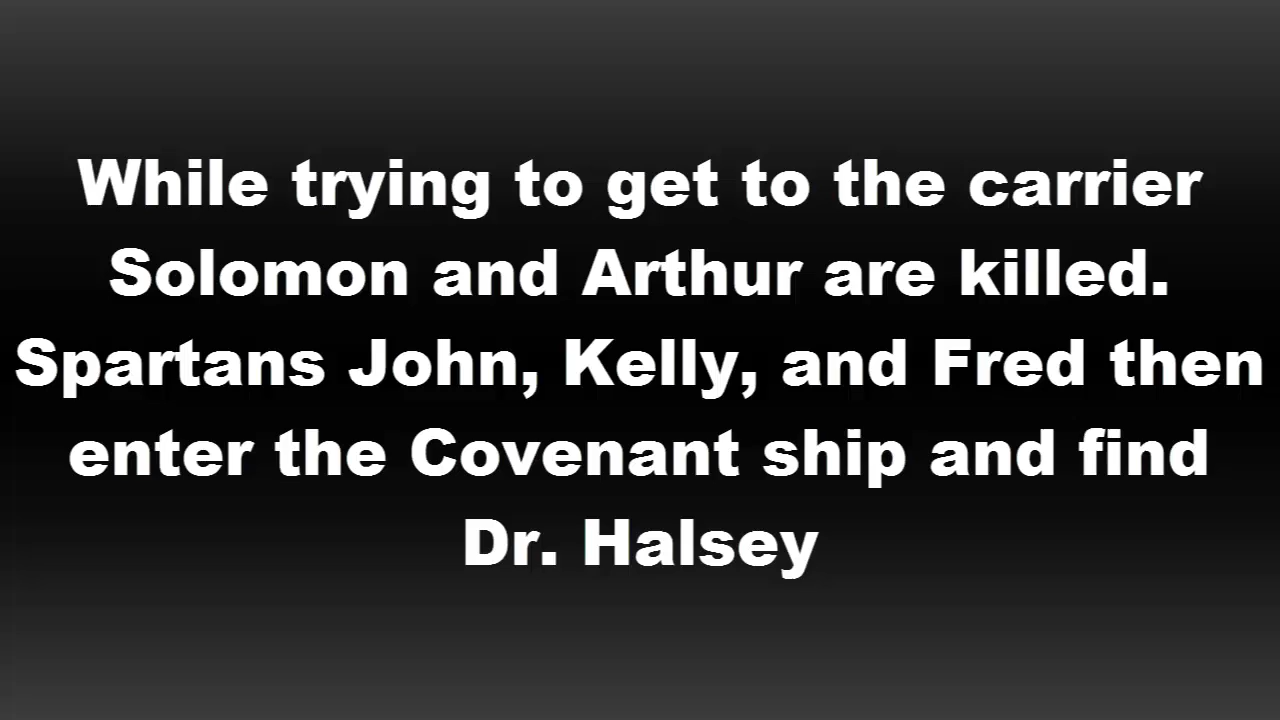 While trying to get to the carrier
Solomon and Arthur are killed.
Spartans John, Kelly, and Fred then
enter the Covenant ship and find
Dr. Halsey